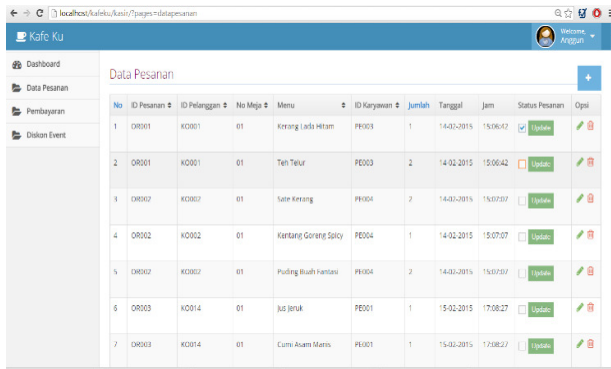 localhost/kafeku/kasir/?pages=datapesanan
Kafe Ku
Welcome,
Anggun
Dashboard
Data Pesanan
Pembayaran
Diskon Event
Data Pesanan
+
No ID Pesanan ID Pelanggan No Meja Menu ID Karyawan Jumlah Tanggal Jam Status Pesanan Opsi
1 OR001 KO001 01 Kerang Lada Hitam PE003 1 14-02-2015 15:06:42 Update
2 OR001 KO001 01 Teh Telur PE003 2 14-02-2015 15:06:42 Update
3 OR002 KO002 01 Sate Kerang PE004 2 14-02-2015 15:07:07 Update
4 OR002 KO002 01 Kentang Goreng Spicy PE004 1 14-02-2015 15:07:07 Update
5 OR002 KO002 01 Puding Buah Fantasi PE004 2 14-02-2015 15:07:07 Update
6 OR003 KO014 01 Jus Jeruk PE001 1 15-02-2015 17:08:27 Update
7 OR003 KO014 01 Cumi Asam Manis PE001 1 15-02-2015 17:08:27 Update